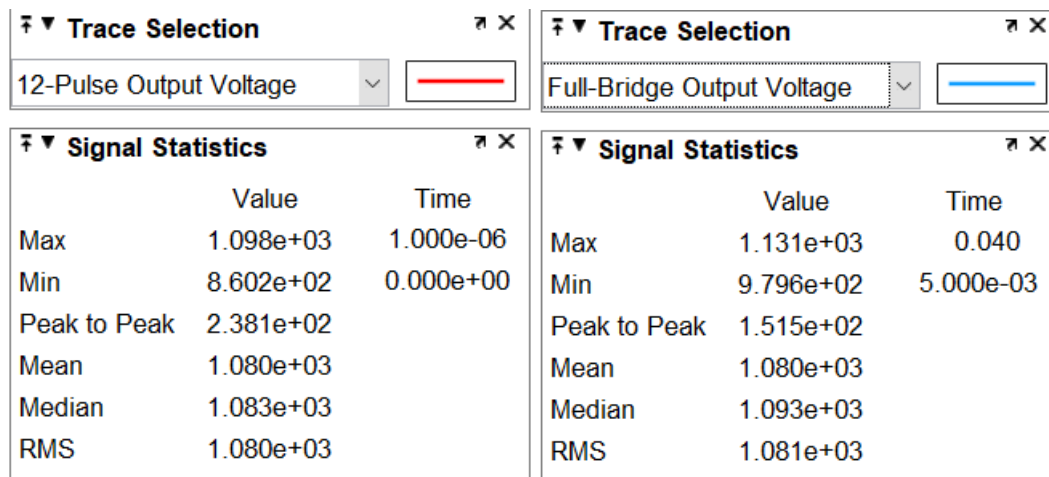 Trace Selection
12-Pulse Output Voltage
Signal Statistics
Value Time
Max 1.098e+03 1.000e-06
Min 8.602e+02 0.000e+00
Peak to Peak 2.381e+02
Mean 1.080e+03
Median 1.083e+03
RMS 1.080e+03
Trace Selection
Full-Bridge Output Voltage
Signal Statistics
Value Time
Max 1.131e+03 0.040
Min 9.796e+02 5.000e-03
Peak to Peak 1.515e+02
Mean 1.080e+03
Median 1.093e+03
RMS 1.081e+03